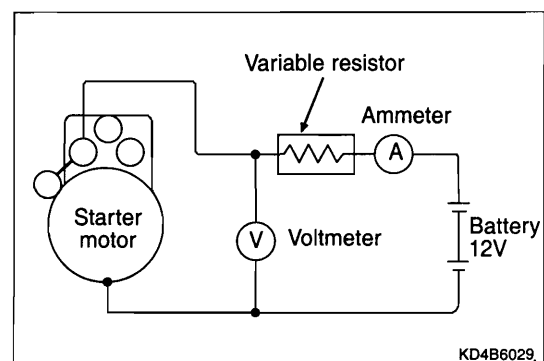 Variable resistor
Ammeter
A
Starter
motor
V
Voltmeter
Battery
12V
KD4B6029